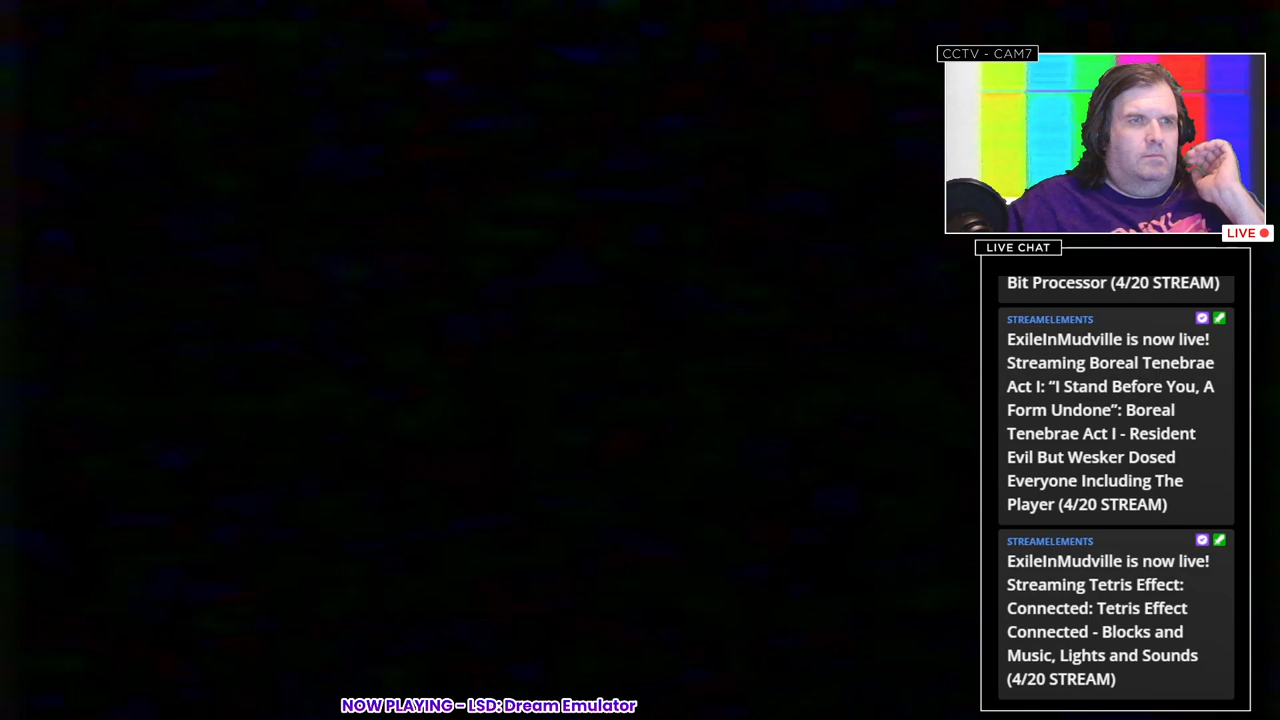 CCTV - CAM7
LIVE
LIVE CHAT
Bit Processor (4/20 STREAM)
STREAMELEMENTS
ExileInMudville is now live!
Streaming Boreal Tenebrae
Act I: “I Stand Before You, A
Form Undone”: Boreal
Tenebrae Act I - Resident
Evil But Wesker Dosed
Everyone Including The
Player (4/20 STREAM)
STREAMELEMENTS
ExileInMudville is now live!
Streaming Tetris Effect:
Connected: Tetris Effect
Connected - Blocks and
Music, Lights and Sounds
(4/20 STREAM)
NOW PLAYING - LSD: Dream Emulator